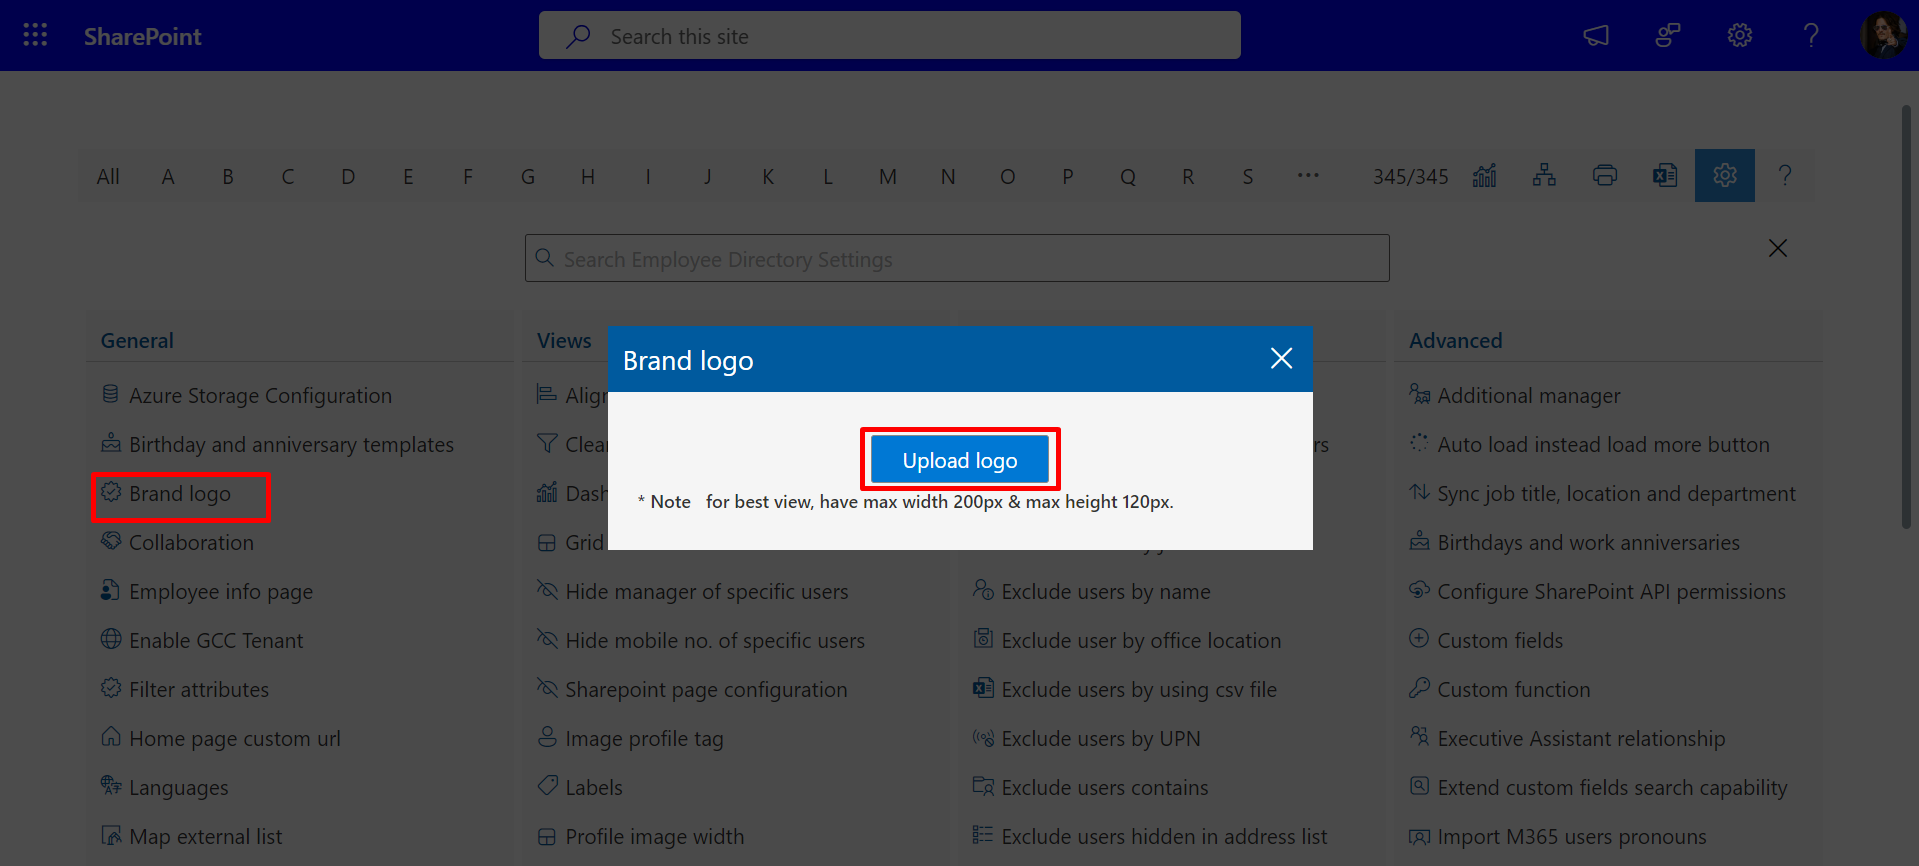 SharePoint
Search this site
?
All A B C D E F G H I J K L M N O P Q R S ... 345/345 ?
Search Employee Directory Settings
General
Azure Storage Configuration
Birthday and anniversary templates
Brand logo
Collaboration
Employee info page
Enable GCC Tenant
Filter attributes
Home page custom url
Languages
Map external list
Views
Hide manager of specific users
Hide mobile no. of specific users
Sharepoint page configuration
Image profile tag
Labels
Profile image width
Brand logo
Upload logo
* Note for best view, have max width 200px & max height 120px.
Exclude users by name
Exclude user by office location
Exclude users by using csv file
Exclude users by UPN
Exclude users contains
Exclude users hidden in address list
Advanced
Additional manager
Auto load instead load more button
Sync job title, location and department
Birthdays and work anniversaries
Configure SharePoint API permissions
Custom fields
Custom function
Executive Assistant relationship
Extend custom fields search capability
Import M365 users pronouns